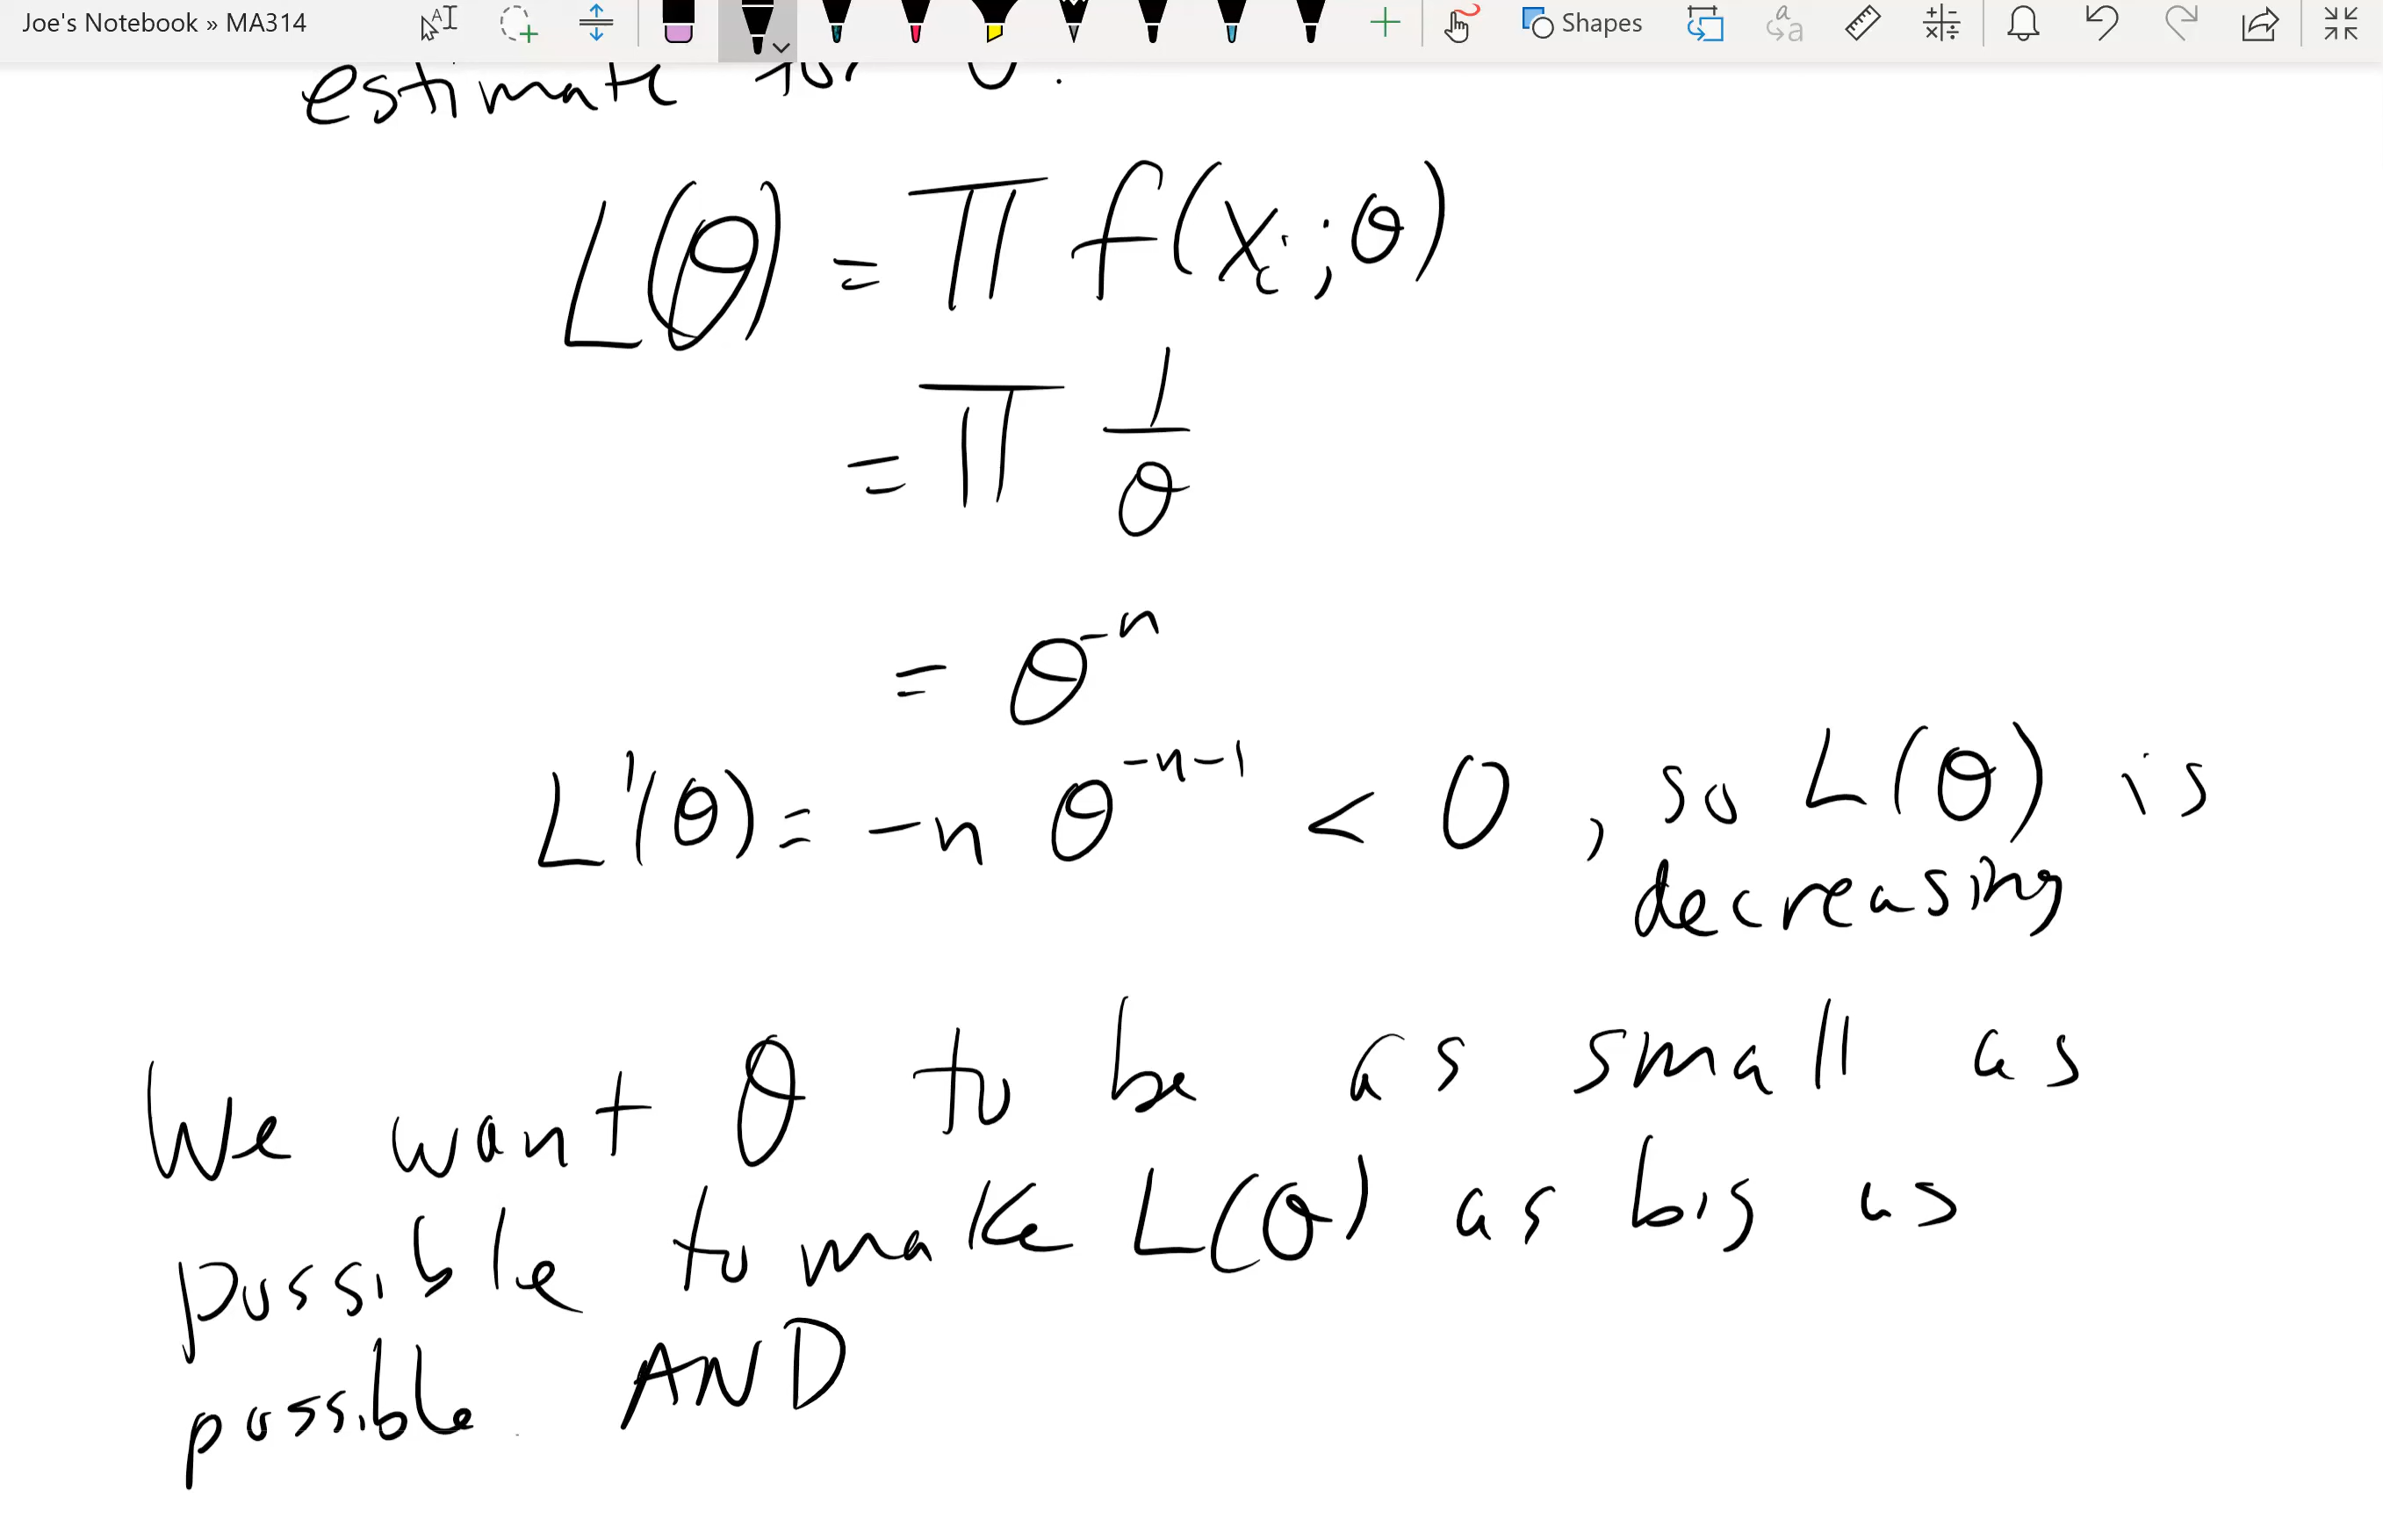 Joe's Notebook » MA314
Shapes
estimate for θ.
L(θ) = Π f(xᵢ;θ)
= Π 1/θ
= θ⁻ⁿ
L'(θ) = -n θ⁻ⁿ⁻¹ < 0, so L(θ) is
decreasing
We want θ to be as small as
possible to make L(θ) as big as
possible. AND